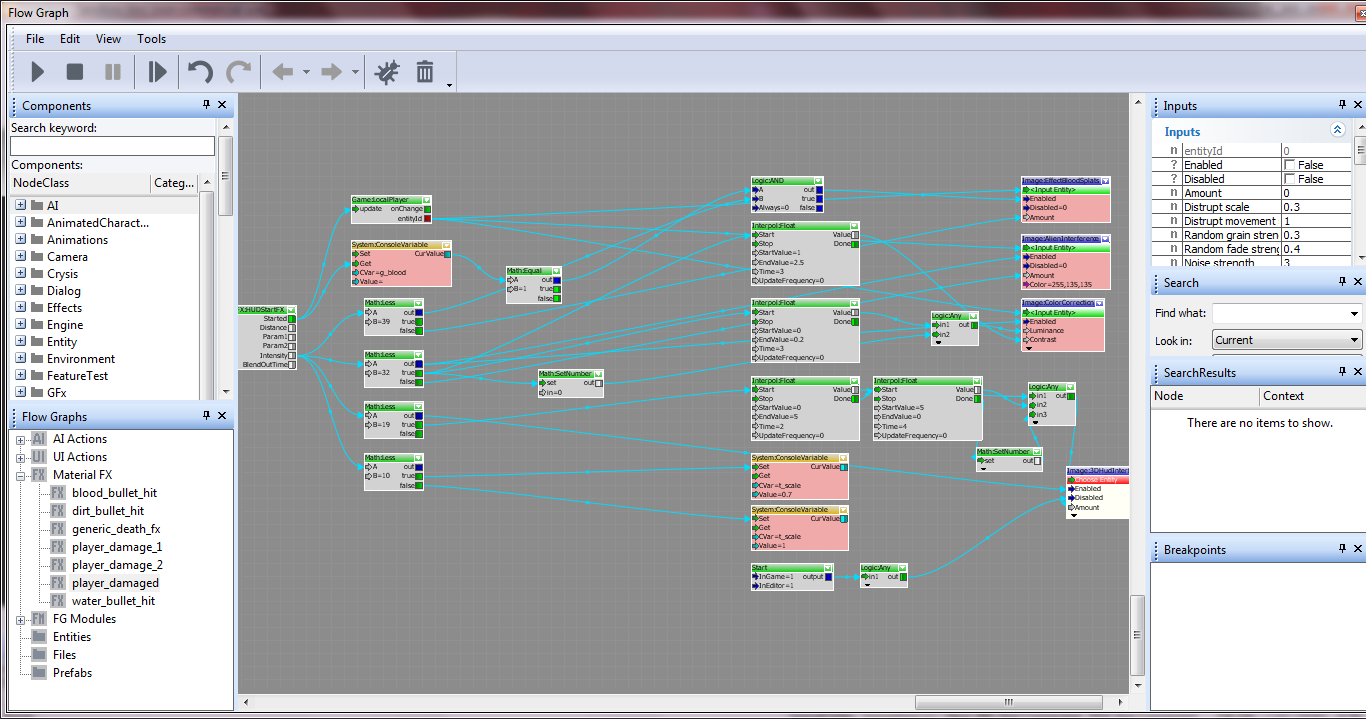 Flow Graph
File Edit View Tools
Components
Search keyword:
Components:
NodeClass Categ...
AI
AnimatedCharact...
Animations
Camera
Crysis
Dialog
Effects
Engine
Entity
Environment
FeatureTest
GFx
Flow Graphs
AI AI Actions
UI UI Actions
FX Material FX
FX blood_bullet_hit
FX dirt_bullet_hit
FX generic_death_fx
FX player_damage_1
FX player_damage_2
FX player_damaged
FX water_bullet_hit
FM FG Modules
Entities
Files
Prefabs
FX:HUDStartFX
Started
Distance
Param1
Param2
Intensity
BlendOutTime
Game:LocalPlayer
update onChange
entityId
System:ConsoleVariable
Set CurValue
Get
CVar=g_blood
Value=
Math:Less
A out
B=39 true
false
Math:Less
A out
B=32 true
false
Math:Less
A out
B=19 true
false
Math:Less
A out
B=10 true
false
Math:Equal
A out
B=1 true
false
Math:SetNumber
set out
in=0
Logic:AND
A out
B true
Always=0 false
Interpol:Float
Start Value
Stop Done
StartValue=1
EndValue=2.5
Time=3
UpdateFrequency=0
Interpol:Float
Start Value
Stop Done
StartValue=0
EndValue=0.2
Time=3
UpdateFrequency=0
Interpol:Float
Start Value
Stop Done
StartValue=0
EndValue=5
Time=2
UpdateFrequency=0
Interpol:Float
Start Value
Stop Done
StartValue=5
EndValue=0
Time=4
UpdateFrequency=0
System:ConsoleVariable
Set CurValue
Get
CVar=t_scale
Value=0.7
System:ConsoleVariable
Set CurValue
Get
CVar=t_scale
Value=1
Start
InGame=1 output
InEditor=1
Logic:Any
in1 out
Logic:Any
in1 out
in2
Logic:Any
in1 out
in2
in3
Math:SetNumber
set out
Image:EffectBloodSplats
<Input Entity>
Enabled
Disabled=0
Amount
Image:AlienInterference
<Input Entity>
Enabled
Disabled=0
Amount
Color=255,135,135
Image:ColorCorrection
<Input Entity>
Enabled
Luminance
Contrast
Image:3DHudInter
Choose Entity
Enabled
Disabled
Amount
Inputs
Inputs
n entityId 0
? Enabled False
? Disabled False
n Amount 0
n Distrupt scale 0.3
n Distrupt movement 1
n Random grain stren 0.3
n Random fade streng 0.4
n Noise strength 3
Search
Find what:
Look in: Current
SearchResults
Node Context
There are no items to show.
Breakpoints